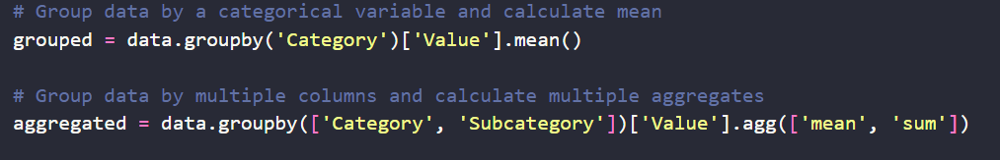 # Group data by a categorical variable and calculate mean
grouped = data.groupby('Category')['Value'].mean()
# Group data by multiple columns and calculate multiple aggregates
aggregated = data.groupby(['Category', 'Subcategory'])['Value'].agg(['mean', 'sum'])